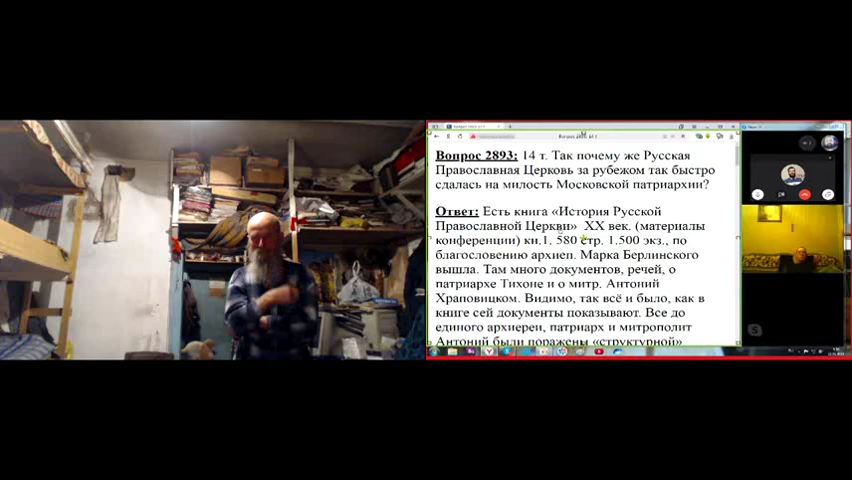 Вопрос 2893: 14 т. Так почему же Русская
Православная Церковь за рубежом так быстро
сдалась на милость Московской патриархии?
Ответ: Есть книга «История Русской
Православной Церкви» XX век. (материалы
конференции) кн.1. 580 стр. 1.500 экз., по
благословению архиеп. Марка Берлинского
вышла. Там много документов, речей, о
патриархе Тихоне и о митр. Антоний
Храповицком. Видимо, так всё и было, как в
книге сей документы показывают. Все до
единого архиереи, патриарх и митрополит
Антоний были поражены «структурной»